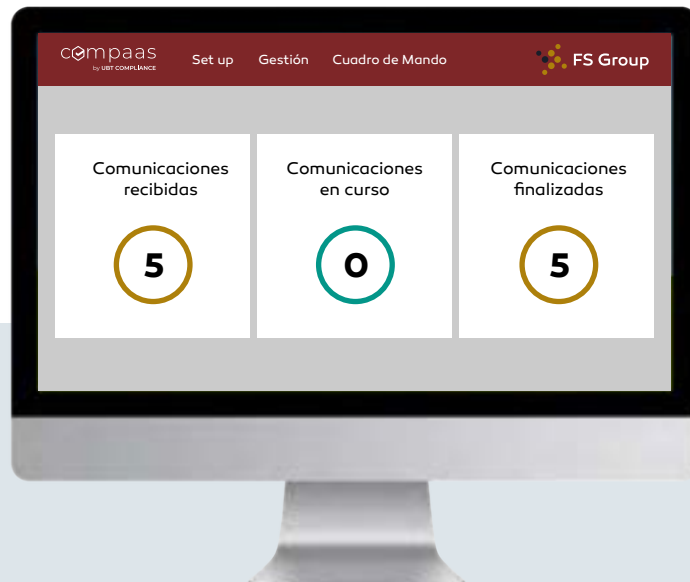 compaas
by UBT COMPLIANCE
Set up Gestión Cuadro de Mando
FS Group
Comunicaciones
recibidas
5
Comunicaciones
en curso
0
Comunicaciones
finalizadas
5